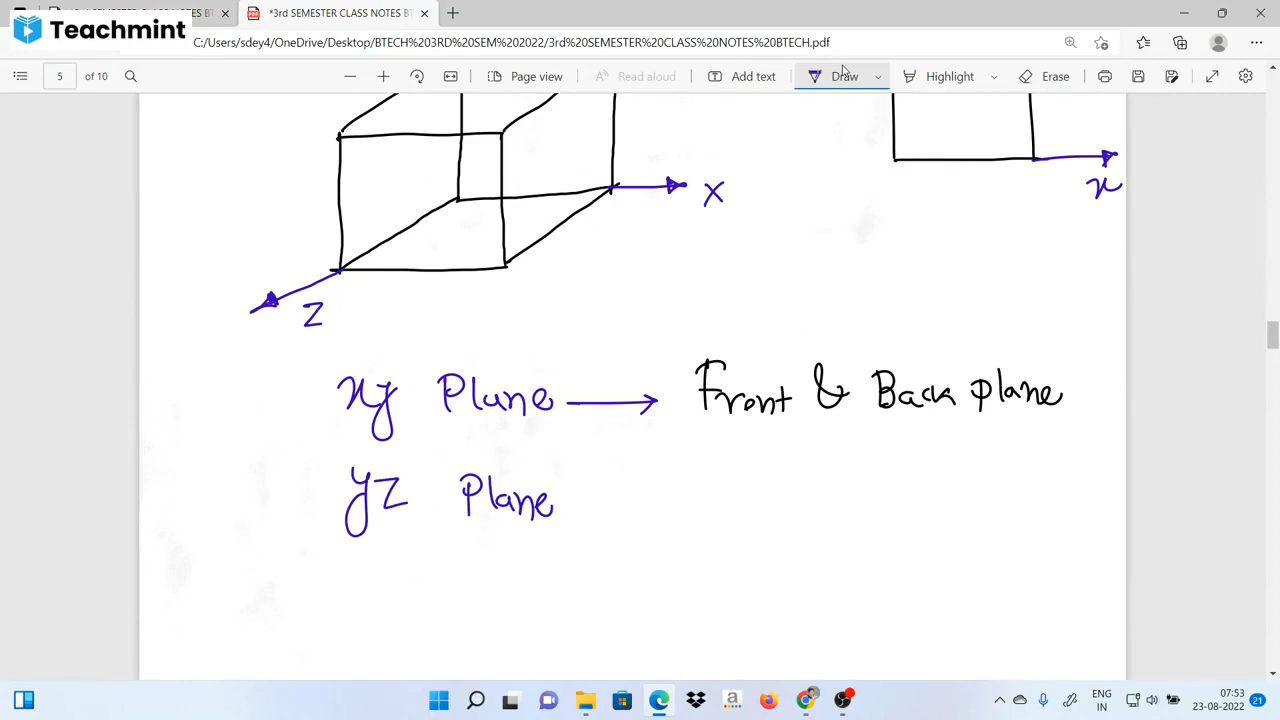 *3rd SEMESTER CLASS NOTES BT
Teachmint
C:/Users/sdey4/OneDrive/Desktop/BTECH%203RD%20SEM%202022/3rd%20SEMESTER%20CLASS%20NOTES%20BTECH.pdf
5 of 10 Page view Read aloud Add text Draw Highlight Erase
x
X
Z
xy Plane → Front & Back plane
yz Plane
ENG 07:53
IN 23-08-2022 21